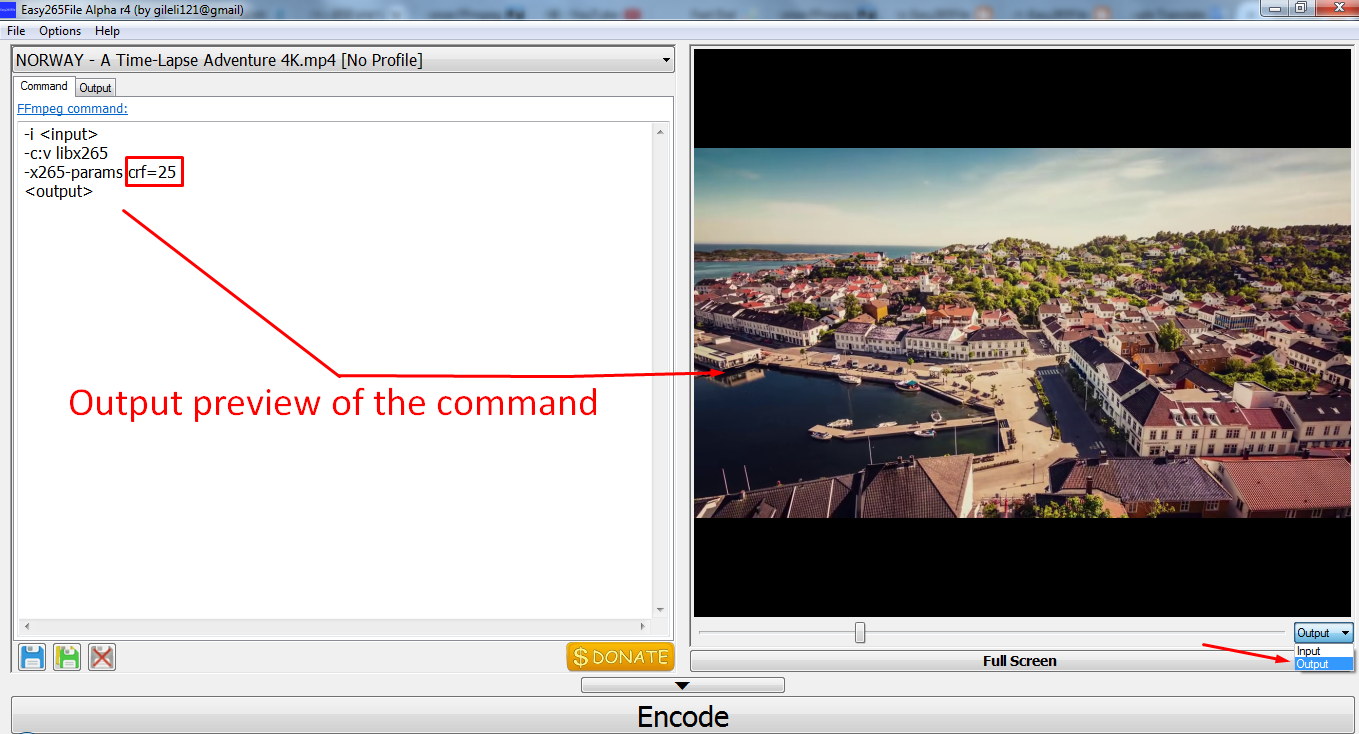 Easy265File Alpha r4 (by gileli121@gmail)
File Options Help
NORWAY - A Time-Lapse Adventure 4K.mp4 [No Profile]
Command Output
FFmpeg command:
-i <input>
-c:v libx265
-x265-params crf=25
<output>
Output preview of the command
Output
Input
Output
$ DONATE
Full Screen
Encode